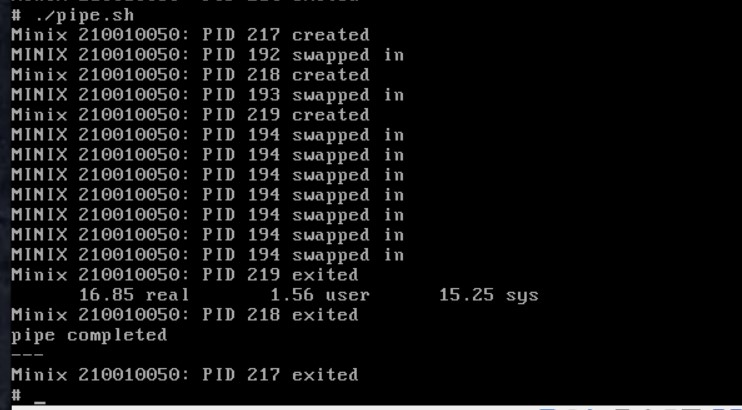 # ./pipe.sh
Minix 210010050: PID 217 created
MINIX 210010050: PID 192 swapped in
Minix 210010050: PID 218 created
MINIX 210010050: PID 193 swapped in
Minix 210010050: PID 219 created
MINIX 210010050: PID 194 swapped in
MINIX 210010050: PID 194 swapped in
MINIX 210010050: PID 194 swapped in
MINIX 210010050: PID 194 swapped in
MINIX 210010050: PID 194 swapped in
MINIX 210010050: PID 194 swapped in
MINIX 210010050: PID 194 swapped in
Minix 210010050: PID 219 exited
16.85 real 1.56 user 15.25 sys
Minix 210010050: PID 218 exited
pipe completed
---
Minix 210010050: PID 217 exited
# _